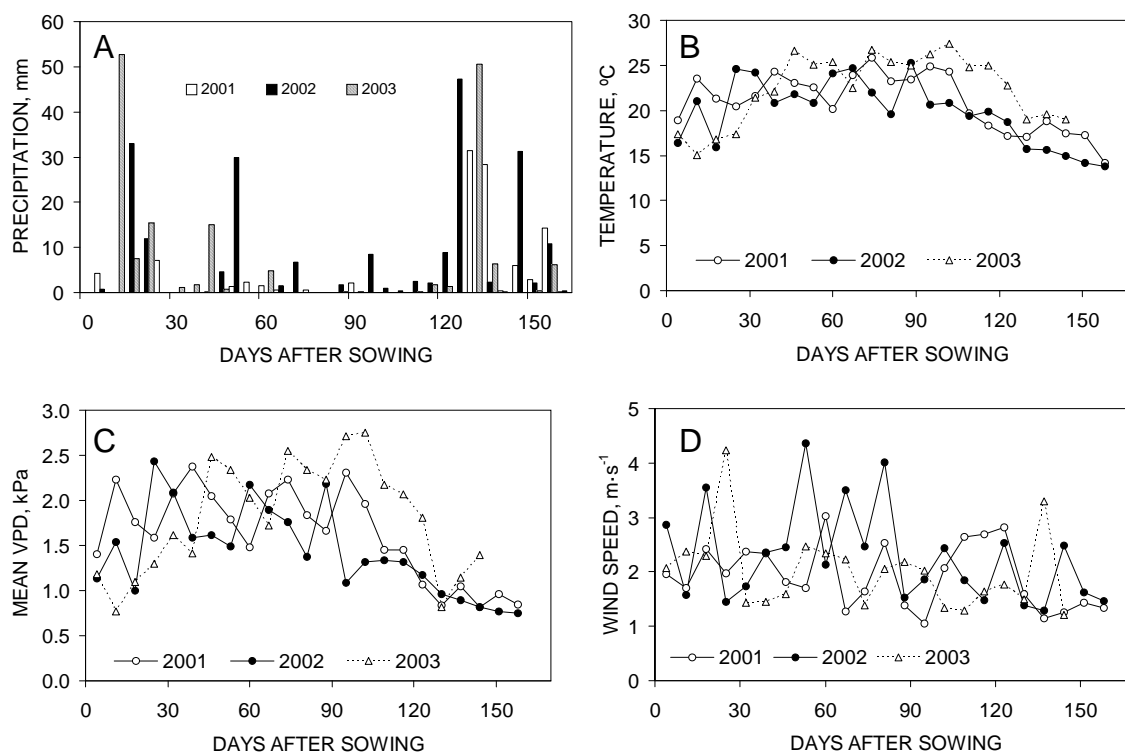 A
PRECIPITATION, mm
60
50
40
30
20
10
0
2001 2002 2003
0 30 60 90 120 150
DAYS AFTER SOWING
B
TEMPERATURE, ºC
30
25
20
15
10
5
0
2001 2002 2003
0 30 60 90 120 150
DAYS AFTER SOWING
C
MEAN VPD, kPa
3.0
2.5
2.0
1.5
1.0
0.5
0.0
2001 2002 2003
0 30 60 90 120 150
DAYS AFTER SOWING
D
WIND SPEED, m·s⁻¹
5
4
3
2
1
0
2001 2002 2003
0 30 60 90 120 150
DAYS AFTER SOWING